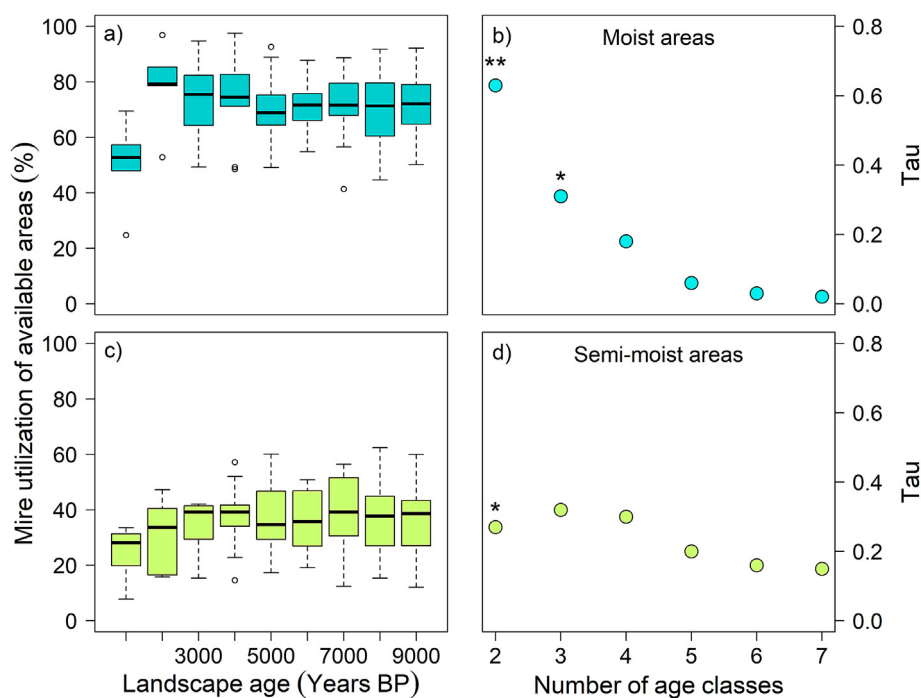 a)
b)
Moist areas
**
*
100
80
60
40
20
0
0.8
0.6
0.4
0.2
0.0
Tau
Mire utilization of available areas (%)
c)
d)
Semi-moist areas
*
100
80
60
40
20
0
0.8
0.6
0.4
0.2
0.0
Tau
3000 5000 7000 9000
Landscape age (Years BP)
2 3 4 5 6 7
Number of age classes